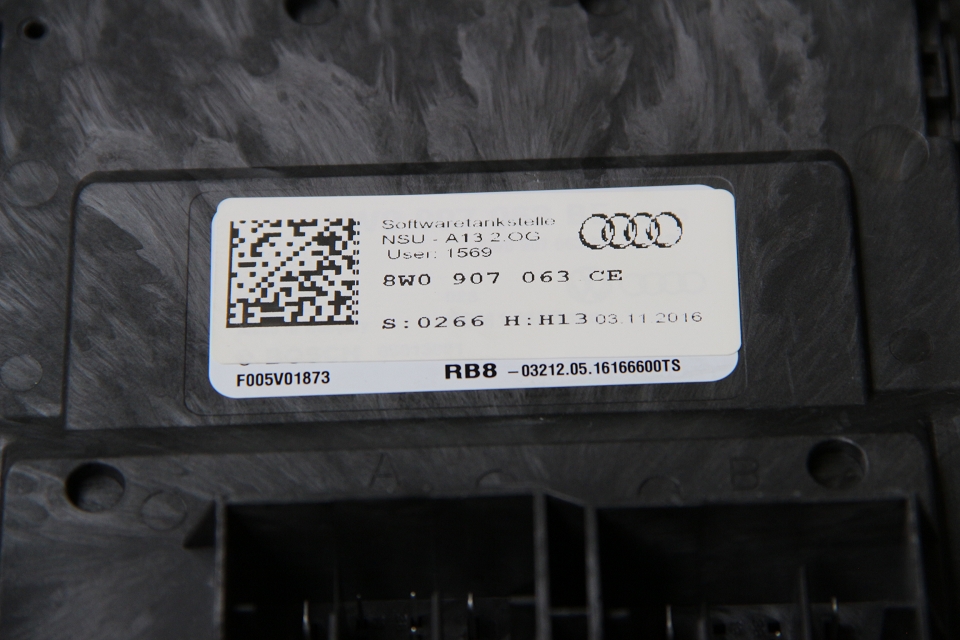 Softwaretankstelle
NSU - A13 2.OG
User: 1569
8W0 907 063 CE
S:0266 H:H13 03.11.2016
F005V01873 RB8 -03212.05.16166600TS
A B